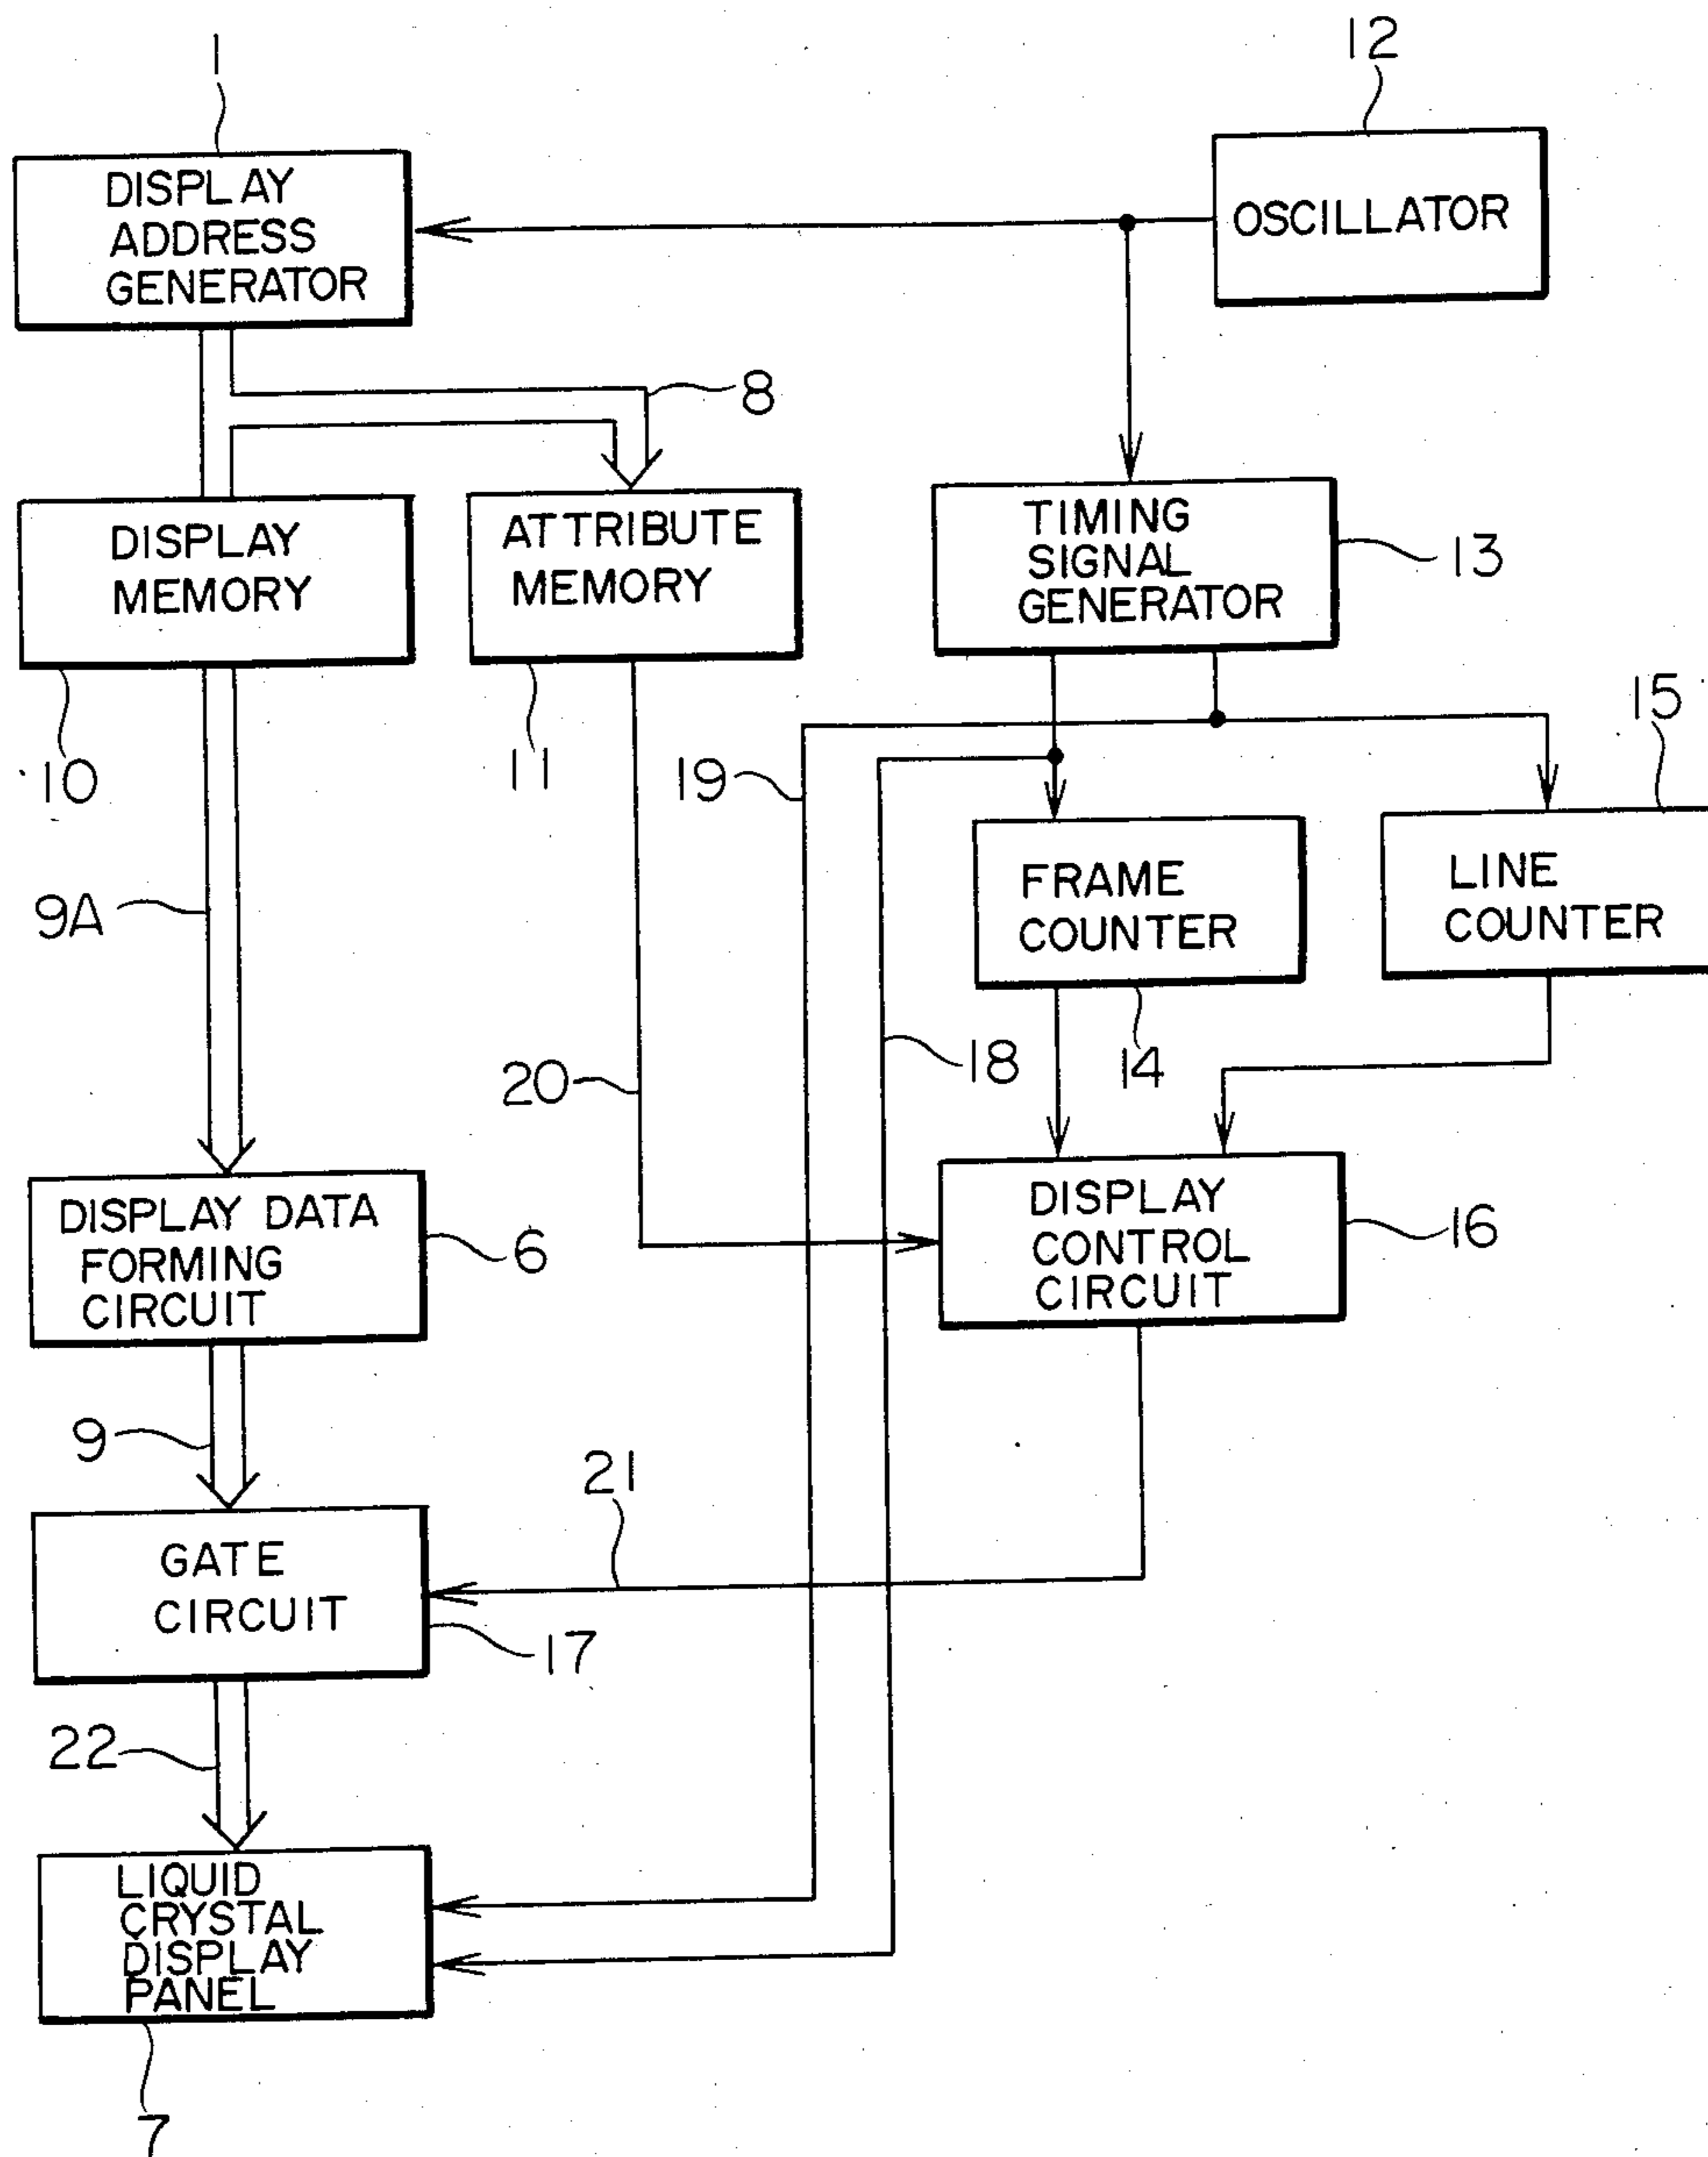 1
12
DISPLAY
ADDRESS
GENERATOR
OSCILLATOR
8
DISPLAY
MEMORY
ATTRIBUTE
MEMORY
TIMING
SIGNAL
GENERATOR
13
10
11
19
15
9A
FRAME
COUNTER
LINE
COUNTER
20
18
14
DISPLAY DATA
FORMING
CIRCUIT
6
DISPLAY
CONTROL
CIRCUIT
16
9
21
GATE
CIRCUIT
17
22
LIQUID
CRYSTAL
DISPLAY
PANEL
7